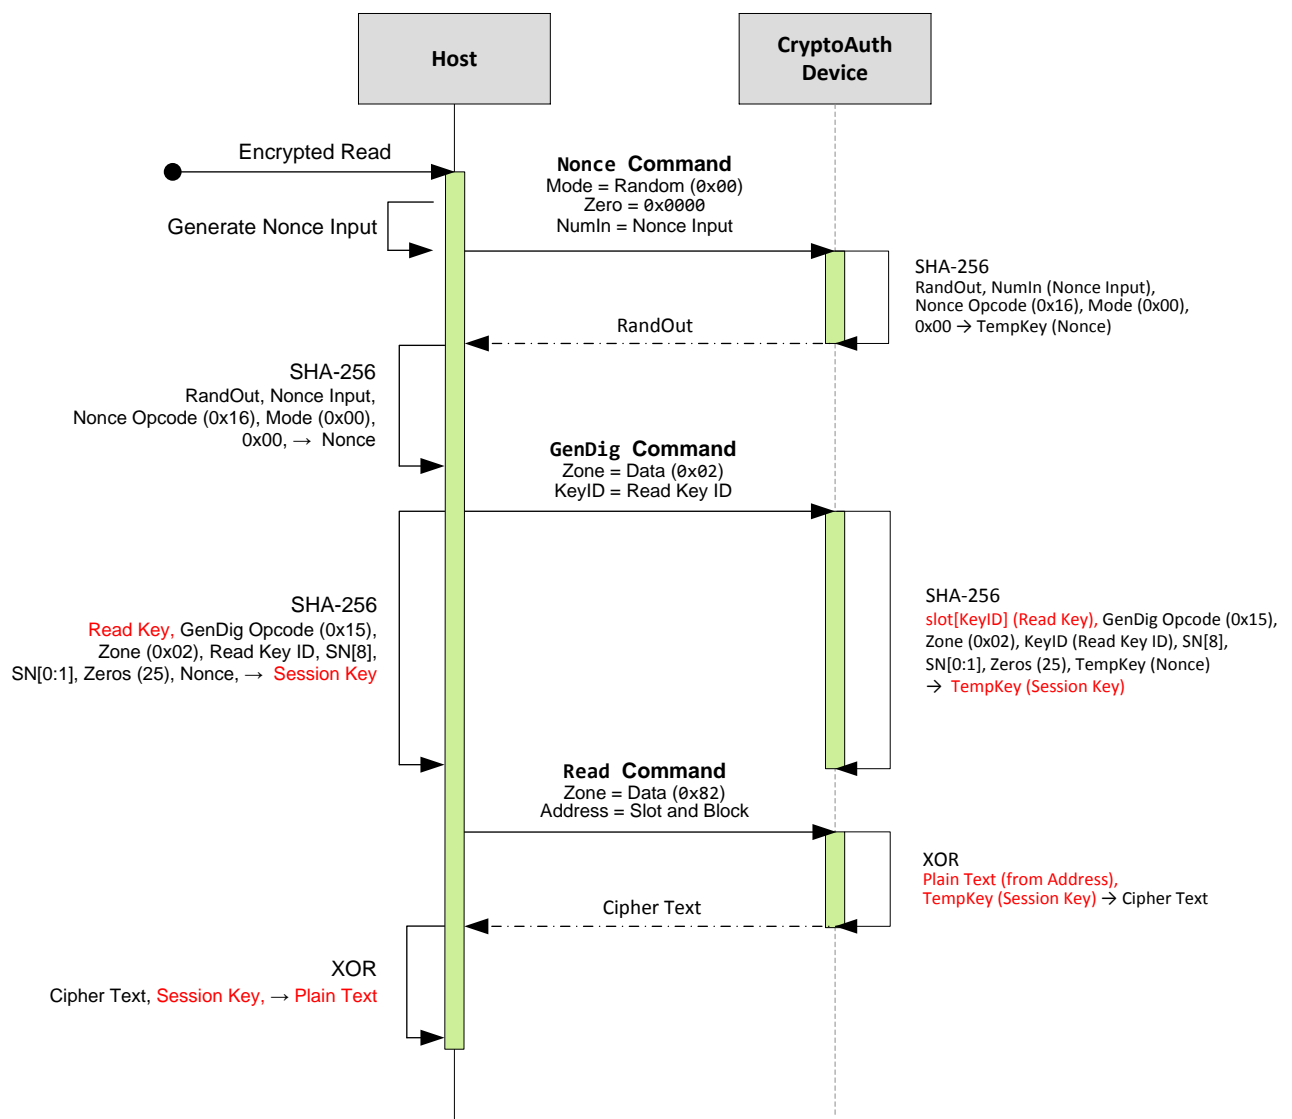 Host
CryptoAuth
Device
Encrypted Read
Nonce Command
Mode = Random (0x00)
Zero = 0x0000
NumIn = Nonce Input
Generate Nonce Input
SHA-256
RandOut, NumIn (Nonce Input),
Nonce Opcode (0x16), Mode (0x00),
0x00 → TempKey (Nonce)
RandOut
SHA-256
RandOut, Nonce Input,
Nonce Opcode (0x16), Mode (0x00),
0x00, → Nonce
GenDig Command
Zone = Data (0x02)
KeyID = Read Key ID
SHA-256
Read Key, GenDig Opcode (0x15),
Zone (0x02), Read Key ID, SN[8],
SN[0:1], Zeros (25), Nonce, → Session Key
SHA-256
slot[KeyID] (Read Key), GenDig Opcode (0x15),
Zone (0x02), KeyID (Read Key ID), SN[8],
SN[0:1], Zeros (25), TempKey (Nonce)
→ TempKey (Session Key)
Read Command
Zone = Data (0x82)
Address = Slot and Block
XOR
Plain Text (from Address),
TempKey (Session Key) → Cipher Text
Cipher Text
XOR
Cipher Text, Session Key, → Plain Text